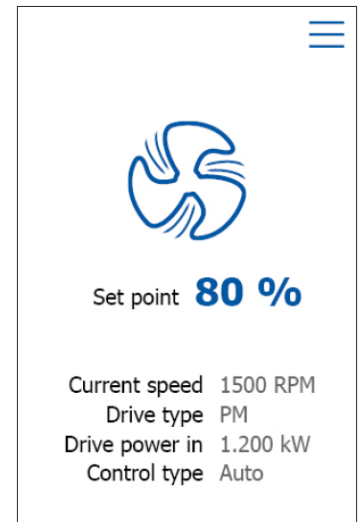 Set point 80 %
Current speed 1500 RPM
Drive type PM
Drive power in 1.200 kW
Control type Auto